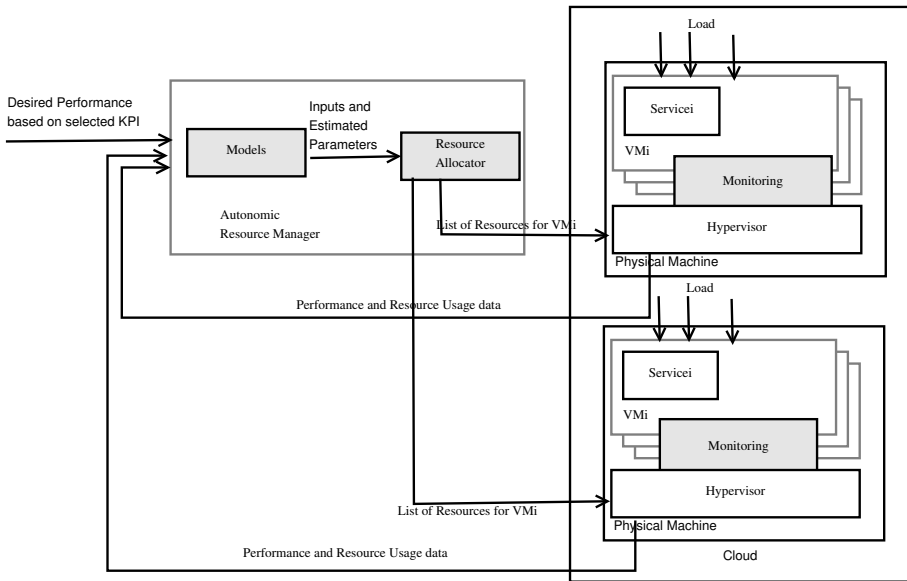 Load
Desired Performance
based on selected KPI
Inputs and
Estimated
Parameters
Models
Resource
Allocator
Autonomic
Resource Manager
Servicei
VMi
Monitoring
Hypervisor
List of Resources for VMi
Physical Machine
Performance and Resource Usage data
Load
Servicei
VMi
Monitoring
Hypervisor
List of Resources for VMi
Physical Machine
Performance and Resource Usage data
Cloud